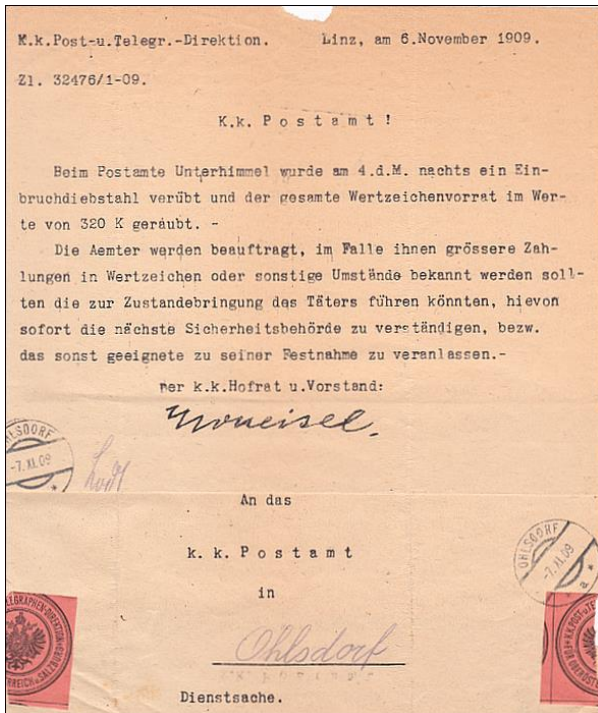 K.k.Post-u.Telegr.-Direktion. Linz, am 6.November 1909.
Zl. 32476/1-09.
K.k. P o s t a m t !
Beim Postamte Unterhimmel wurde am 4.d.M. nachts ein Ein-
bruchdiebstahl verübt und der gesamte Wertzeichenvorrat im Wer-
te von 320 K geraubt. -
Die Aemter werden beauftragt, im Falle ihnen grössere Zah-
lungen in Wertzeichen oder sonstige Umstände bekannt werden soll-
ten die zur Zustandebringung des Täters führen könnten, hievon
sofort die nächste Sicherheitsbehörde zu verständigen, bezw.
das sonst geeignete zu seiner Festnahme zu veranlassen.-
Der k.k.Hofrat u.Vorstand:
OHLSDORF
-7.XI.09
An das
k. k. P o s t a m t
in
OHLSDORF
-7.XI.09
Ohlsdorf
Dienstsache.